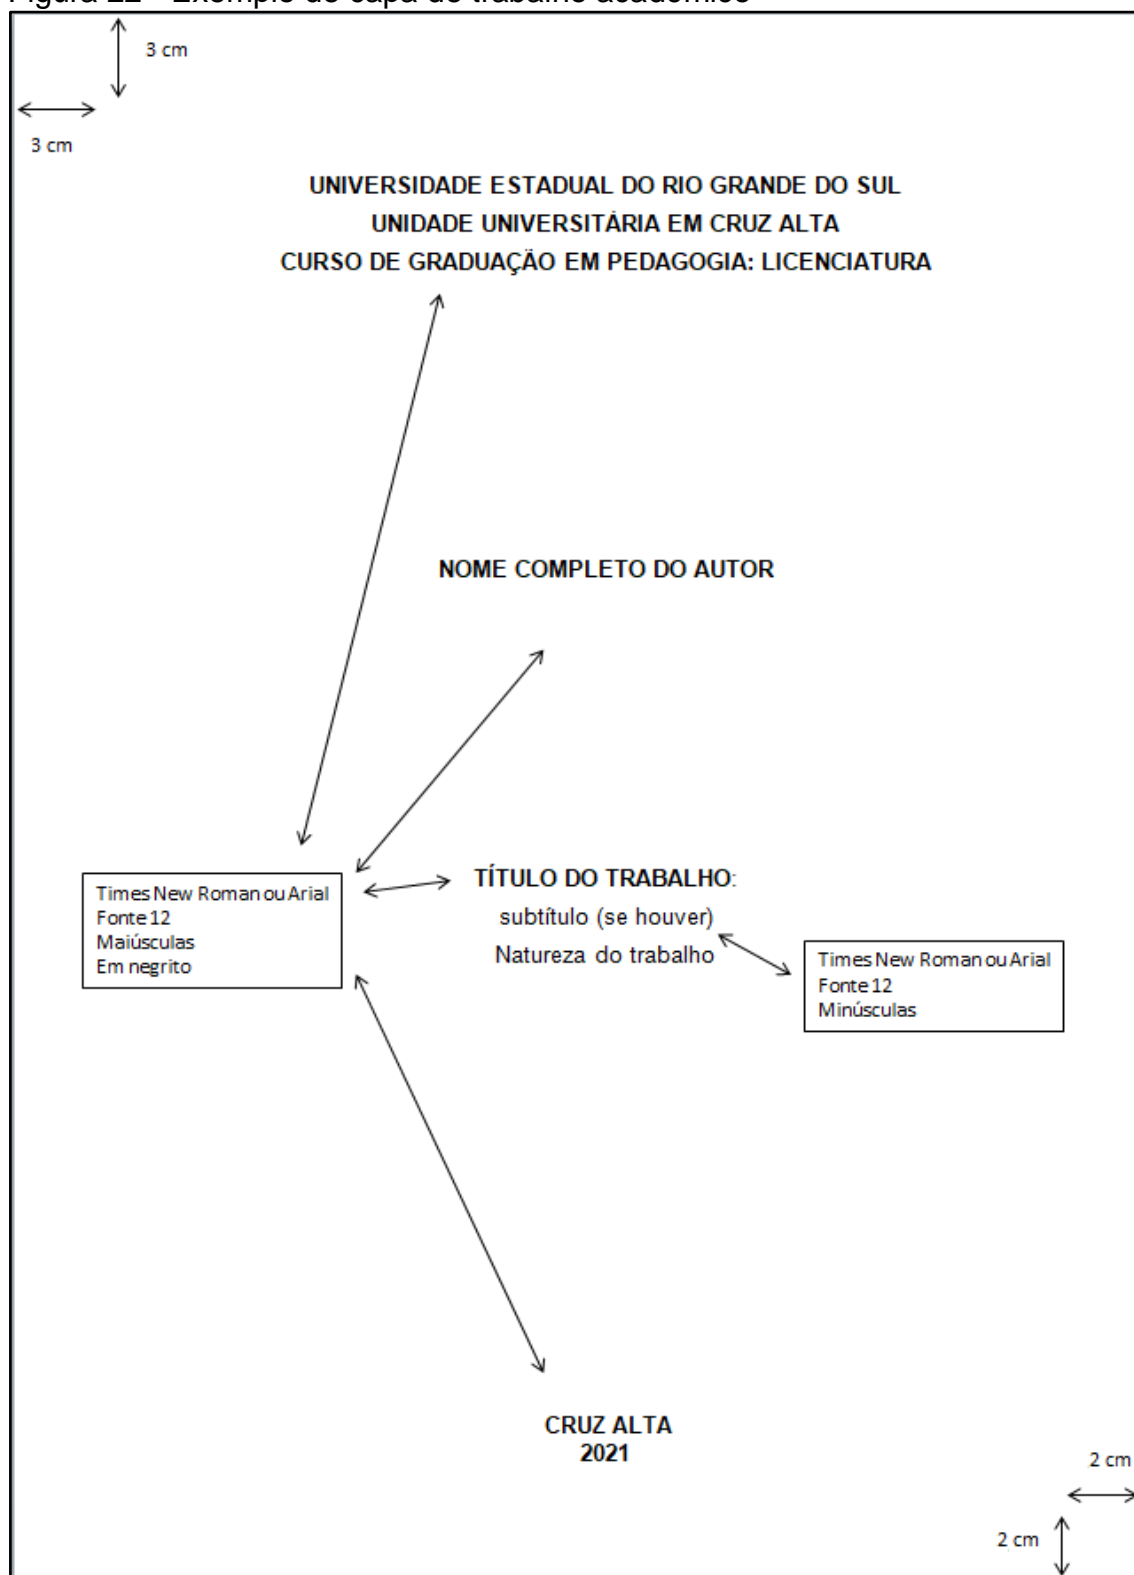 Figura 22 - Exemplo de capa de trabalho acadêmico
3 cm
3 cm
UNIVERSIDADE ESTADUAL DO RIO GRANDE DO SUL
UNIDADE UNIVERSITÁRIA EM CRUZ ALTA
CURSO DE GRADUAÇÃO EM PEDAGOGIA: LICENCIATURA
NOME COMPLETO DO AUTOR
TÍTULO DO TRABALHO:
subtítulo (se houver)
Natureza do trabalho
Times New Roman ou Arial
Fonte 12
Maiúsculas
Em negrito
Times New Roman ou Arial
Fonte 12
Minúsculas
CRUZ ALTA
2021
2 cm
2 cm